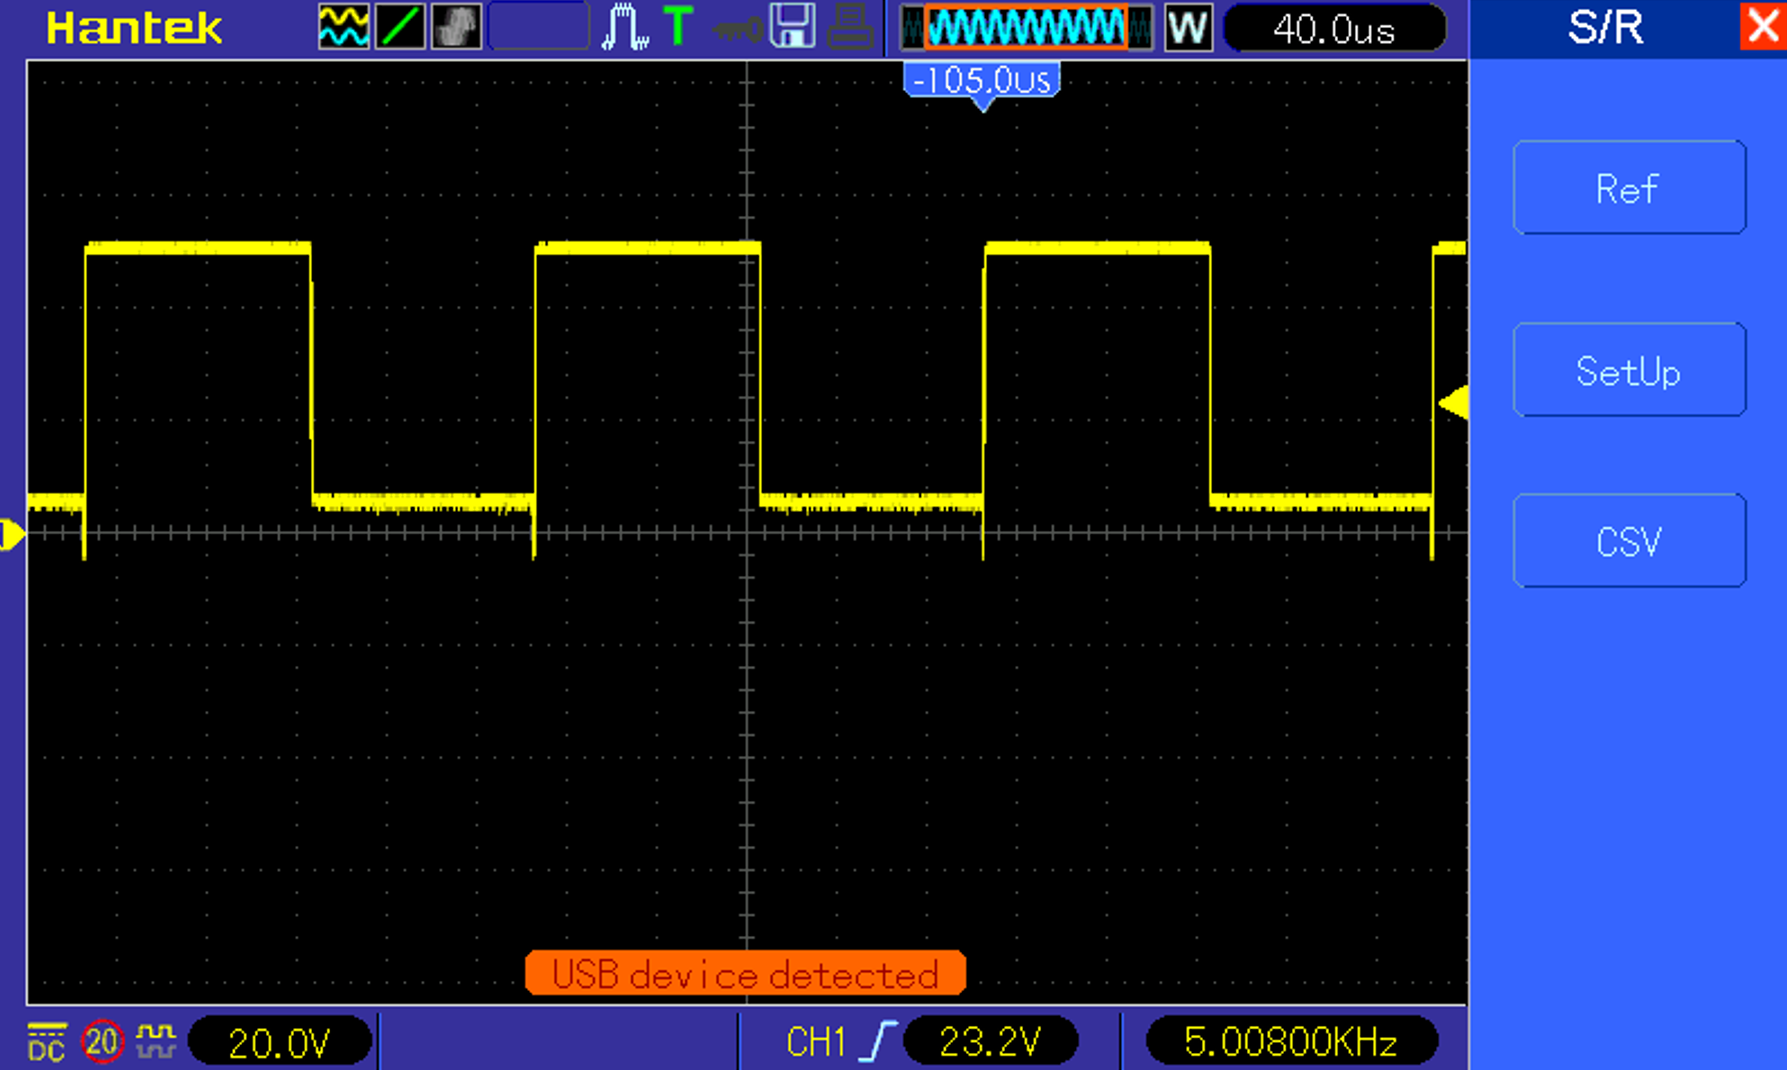 Hantek
T
W
40.0us
S/R
X
-105.0us
Ref
SetUp
CSV
USB device detected
DC
20
20.0V
CH1
23.2V
5.00800KHz